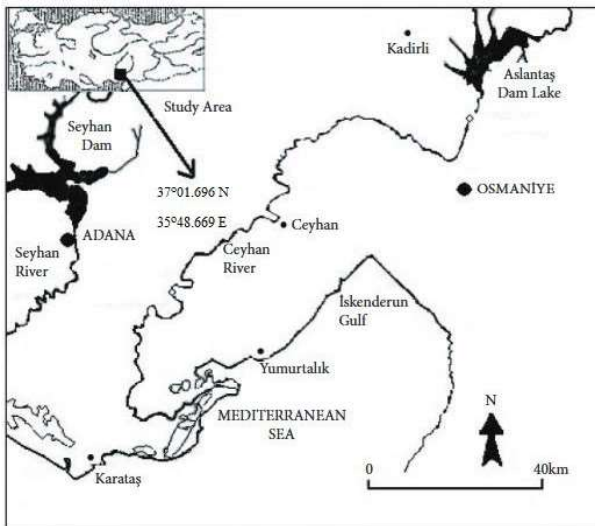 Kadirli
Aslantaş
Dam Lake
Study Area
Seyhan
Dam
37°01.696 N
35°48.669 E
OSMANİYE
Ceyhan
ADANA
Seyhan
River
Ceyhan
River
İskenderun
Gulf
Yumurtalık
MEDITERRANEAN
SEA
N
Karataş
0
40km